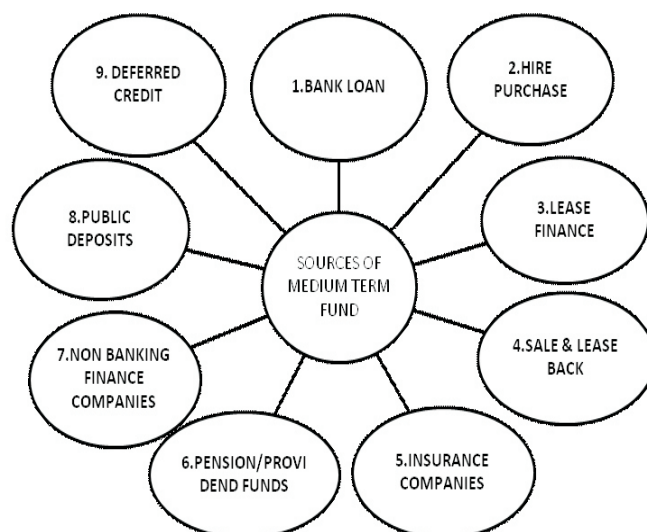 9. DEFERRED
CREDIT
1.BANK LOAN
2.HIRE
PURCHASE
8.PUBLIC
DEPOSITS
SOURCES OF
MEDIUM TERM
FUND
3.LEASE
FINANCE
7.NON BANKING
FINANCE
COMPANIES
4.SALE & LEASE
BACK
6.PENSION/PROVI
DEND FUNDS
5.INSURANCE
COMPANIES